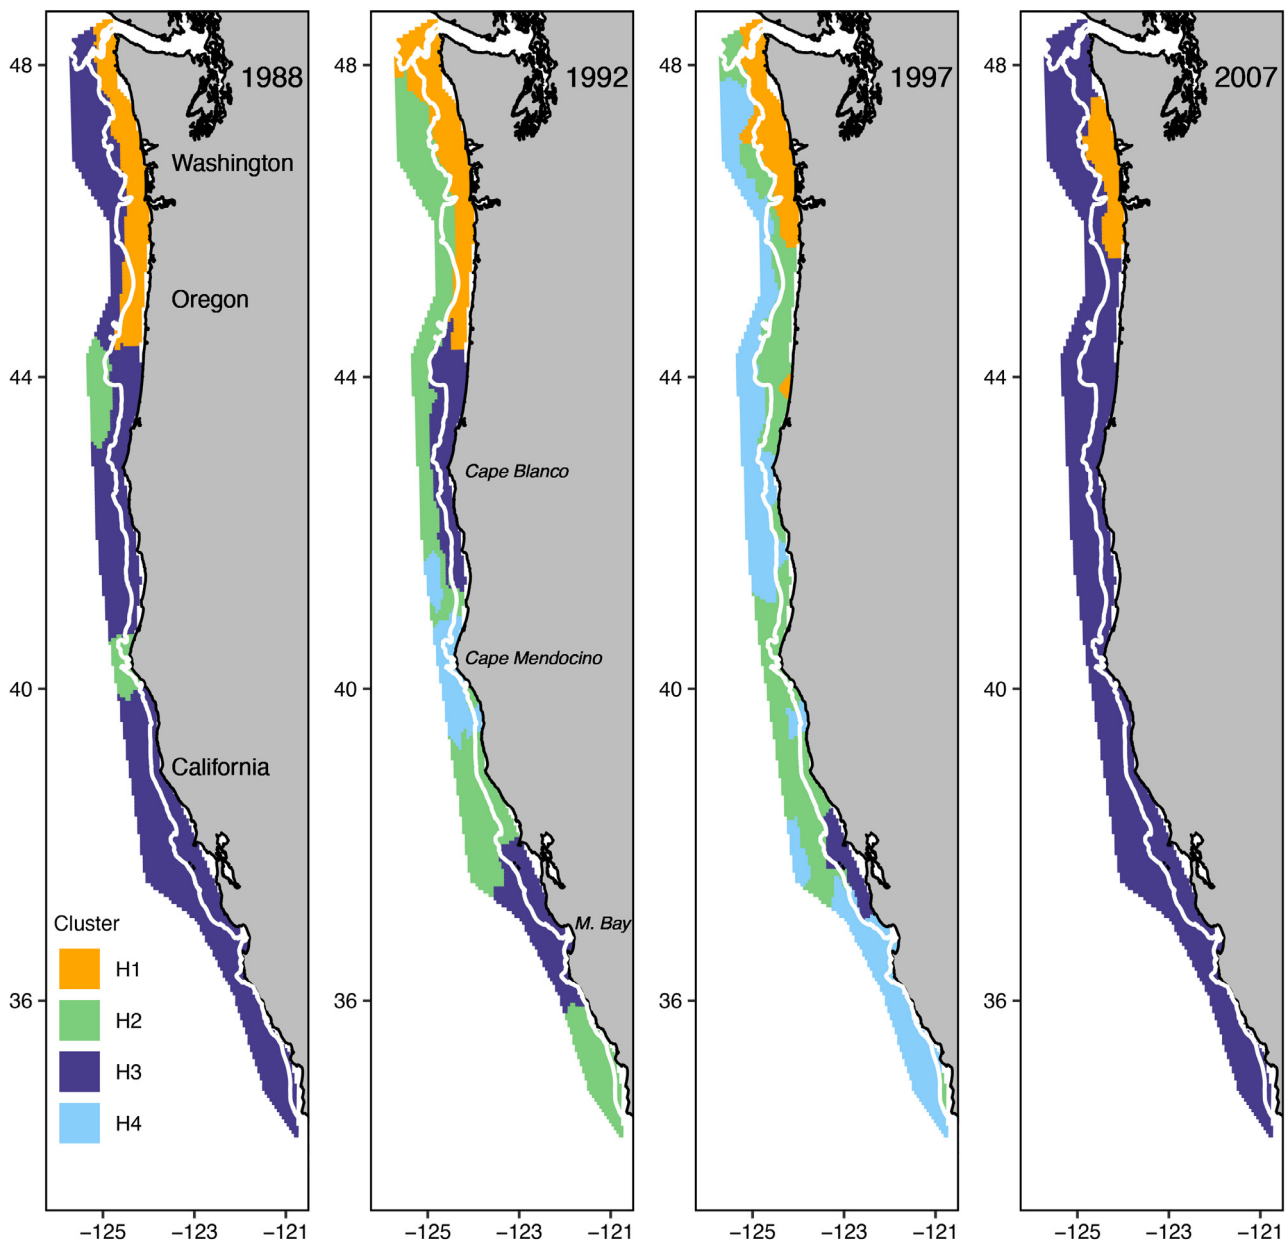 1988
1992
1997
2007
Washington
Oregon
California
Cape Blanco
Cape Mendocino
M. Bay
Cluster
H1
H2
H3
H4
48
44
40
36
48
44
40
36
48
44
40
36
48
44
40
36
−125
−123
−121
−125
−123
−121
−125
−123
−121
−125
−123
−121